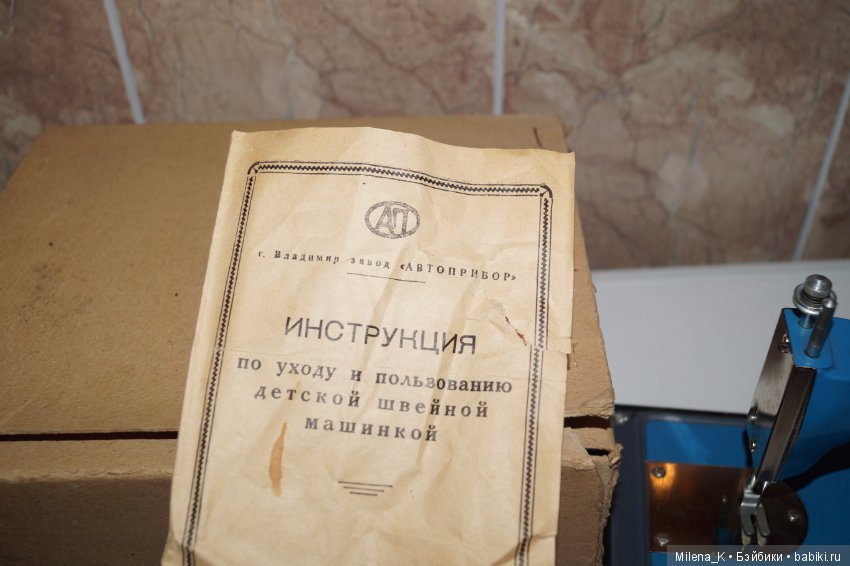 АП
г. Владимир завод «АВТОПРИБОР»
ИНСТРУКЦИЯ
по уходу и пользованию
детской швейной
машинкой
Milena_K • Бэйбики • babiki.ru